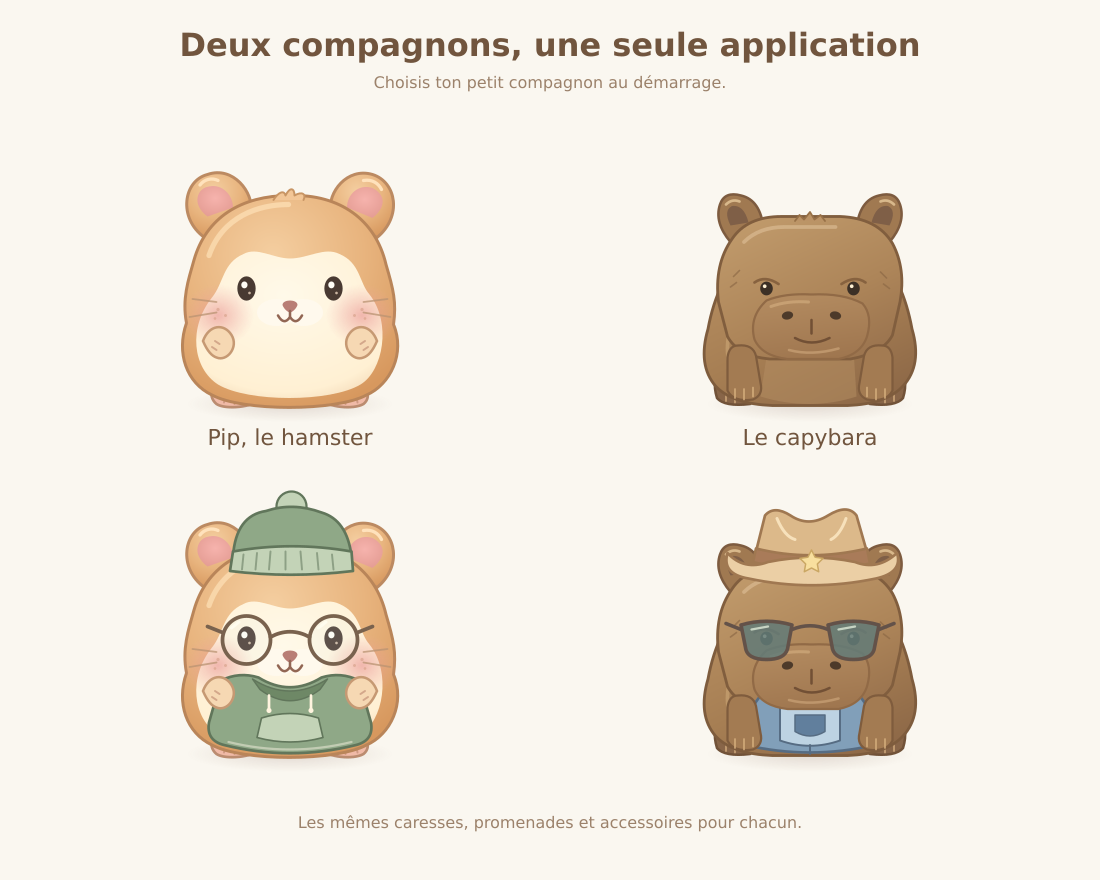 Deux compagnons, une seule application
Choisis ton petit compagnon au démarrage.
Pip, le hamster
Le capybara
Les mêmes caresses, promenades et accessoires pour chacun.